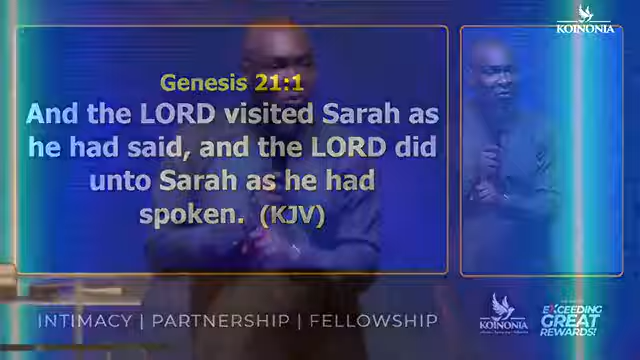 KOINONIA
Genesis 21:1
And the LORD visited Sarah as
he had said, and the LORD did
unto Sarah as he had
spoken. (KJV)
INTIMACY | PARTNERSHIP | FELLOWSHIP
KOINONIA
EXCEEDING
GREAT
REWARDS!